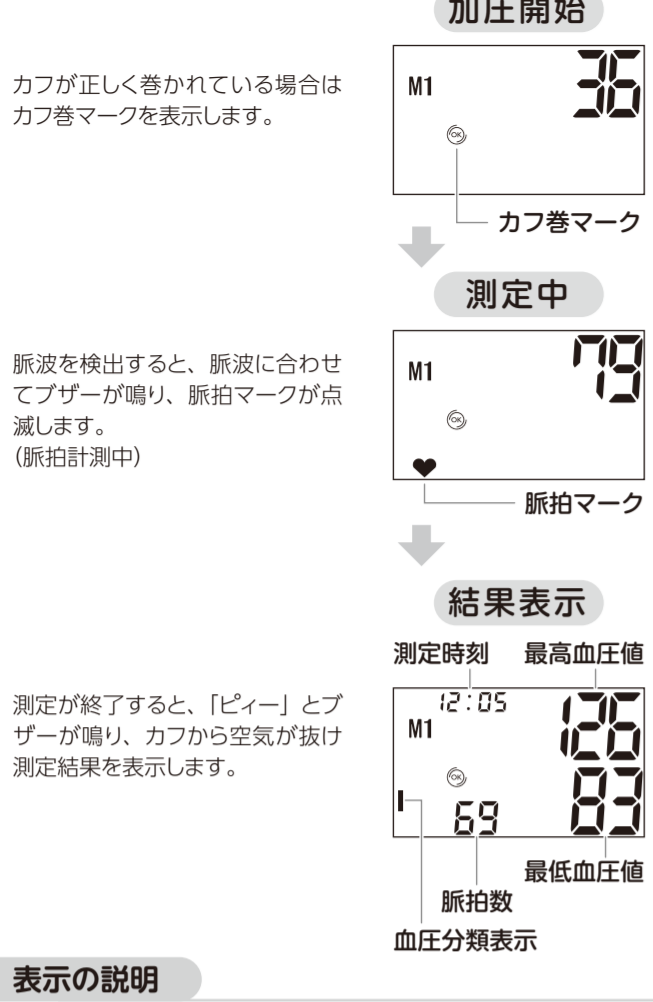 加圧開始
カフが正しく巻かれている場合は
カフ巻マークを表示します。
M1
36
OK
カフ巻マーク
測定中
脈波を検出すると、脈波に合わせ
てブザーが鳴り、脈拍マークが点
滅します。
(脈拍計測中)
M1
79
OK
脈拍マーク
結果表示
測定時刻 最高血圧値
測定が終了すると、「ピィー」とブ
ザーが鳴り、カフから空気が抜け
測定結果を表示します。
12:05
M1
126
OK
83
69
最低血圧値
脈拍数
血圧分類表示
表示の説明